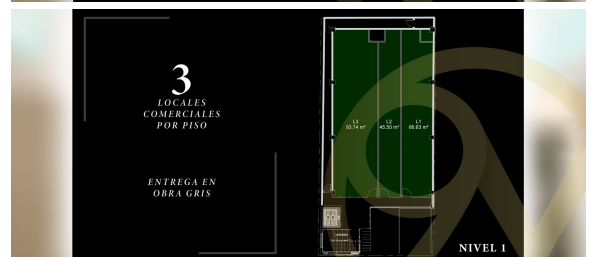 3
LOCALES
COMERCIALES
POR PISO
ENTREGA EN
OBRA GRIS
L3
93.74 m²
L2
45.50 m²
L1
66.63 m²
NIVEL 1